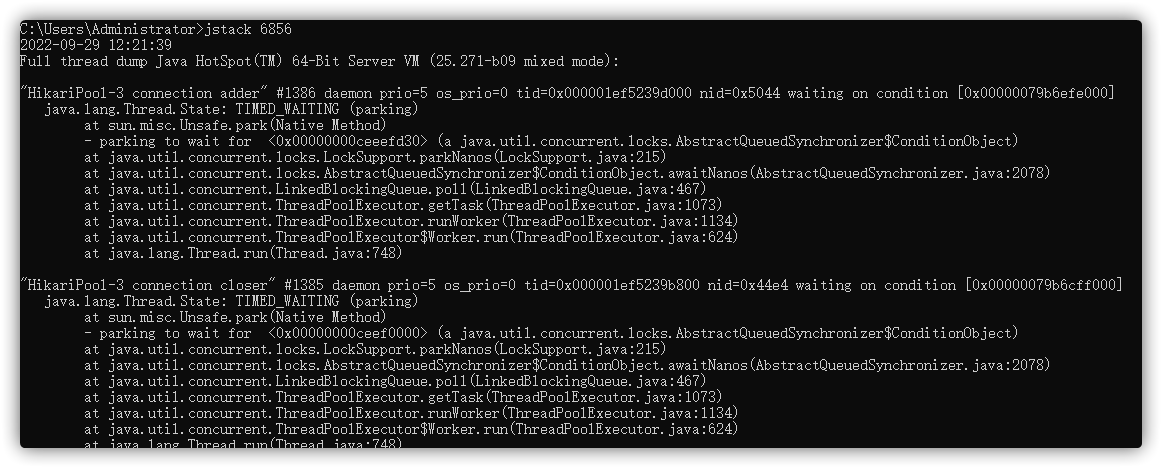 C:\Users\Administrator>jstack 6856
2022-09-29 12:21:39
Full thread dump Java HotSpot(TM) 64-Bit Server VM (25.271-b09 mixed mode):
"HikariPool-3 connection adder" #1386 daemon prio=5 os_prio=0 tid=0x000001ef5239d000 nid=0x5044 waiting on condition [0x00000079b6efe000]
java.lang.Thread.State: TIMED_WAITING (parking)
at sun.misc.Unsafe.park(Native Method)
- parking to wait for  <0x00000000ceeefd30> (a java.util.concurrent.locks.AbstractQueuedSynchronizer$ConditionObject)
at java.util.concurrent.locks.LockSupport.parkNanos(LockSupport.java:215)
at java.util.concurrent.locks.AbstractQueuedSynchronizer$ConditionObject.awaitNanos(AbstractQueuedSynchronizer.java:2078)
at java.util.concurrent.LinkedBlockingQueue.poll(LinkedBlockingQueue.java:467)
at java.util.concurrent.ThreadPoolExecutor.getTask(ThreadPoolExecutor.java:1073)
at java.util.concurrent.ThreadPoolExecutor.runWorker(ThreadPoolExecutor.java:1134)
at java.util.concurrent.ThreadPoolExecutor$Worker.run(ThreadPoolExecutor.java:624)
at java.lang.Thread.run(Thread.java:748)
"HikariPool-3 connection closer" #1385 daemon prio=5 os_prio=0 tid=0x000001ef5239b800 nid=0x44e4 waiting on condition [0x00000079b6cff000]
java.lang.Thread.State: TIMED_WAITING (parking)
at sun.misc.Unsafe.park(Native Method)
- parking to wait for  <0x00000000ceef0000> (a java.util.concurrent.locks.AbstractQueuedSynchronizer$ConditionObject)
at java.util.concurrent.locks.LockSupport.parkNanos(LockSupport.java:215)
at java.util.concurrent.locks.AbstractQueuedSynchronizer$ConditionObject.awaitNanos(AbstractQueuedSynchronizer.java:2078)
at java.util.concurrent.LinkedBlockingQueue.poll(LinkedBlockingQueue.java:467)
at java.util.concurrent.ThreadPoolExecutor.getTask(ThreadPoolExecutor.java:1073)
at java.util.concurrent.ThreadPoolExecutor.runWorker(ThreadPoolExecutor.java:1134)
at java.util.concurrent.ThreadPoolExecutor$Worker.run(ThreadPoolExecutor.java:624)
at java.lang.Thread.run(Thread.java:748)